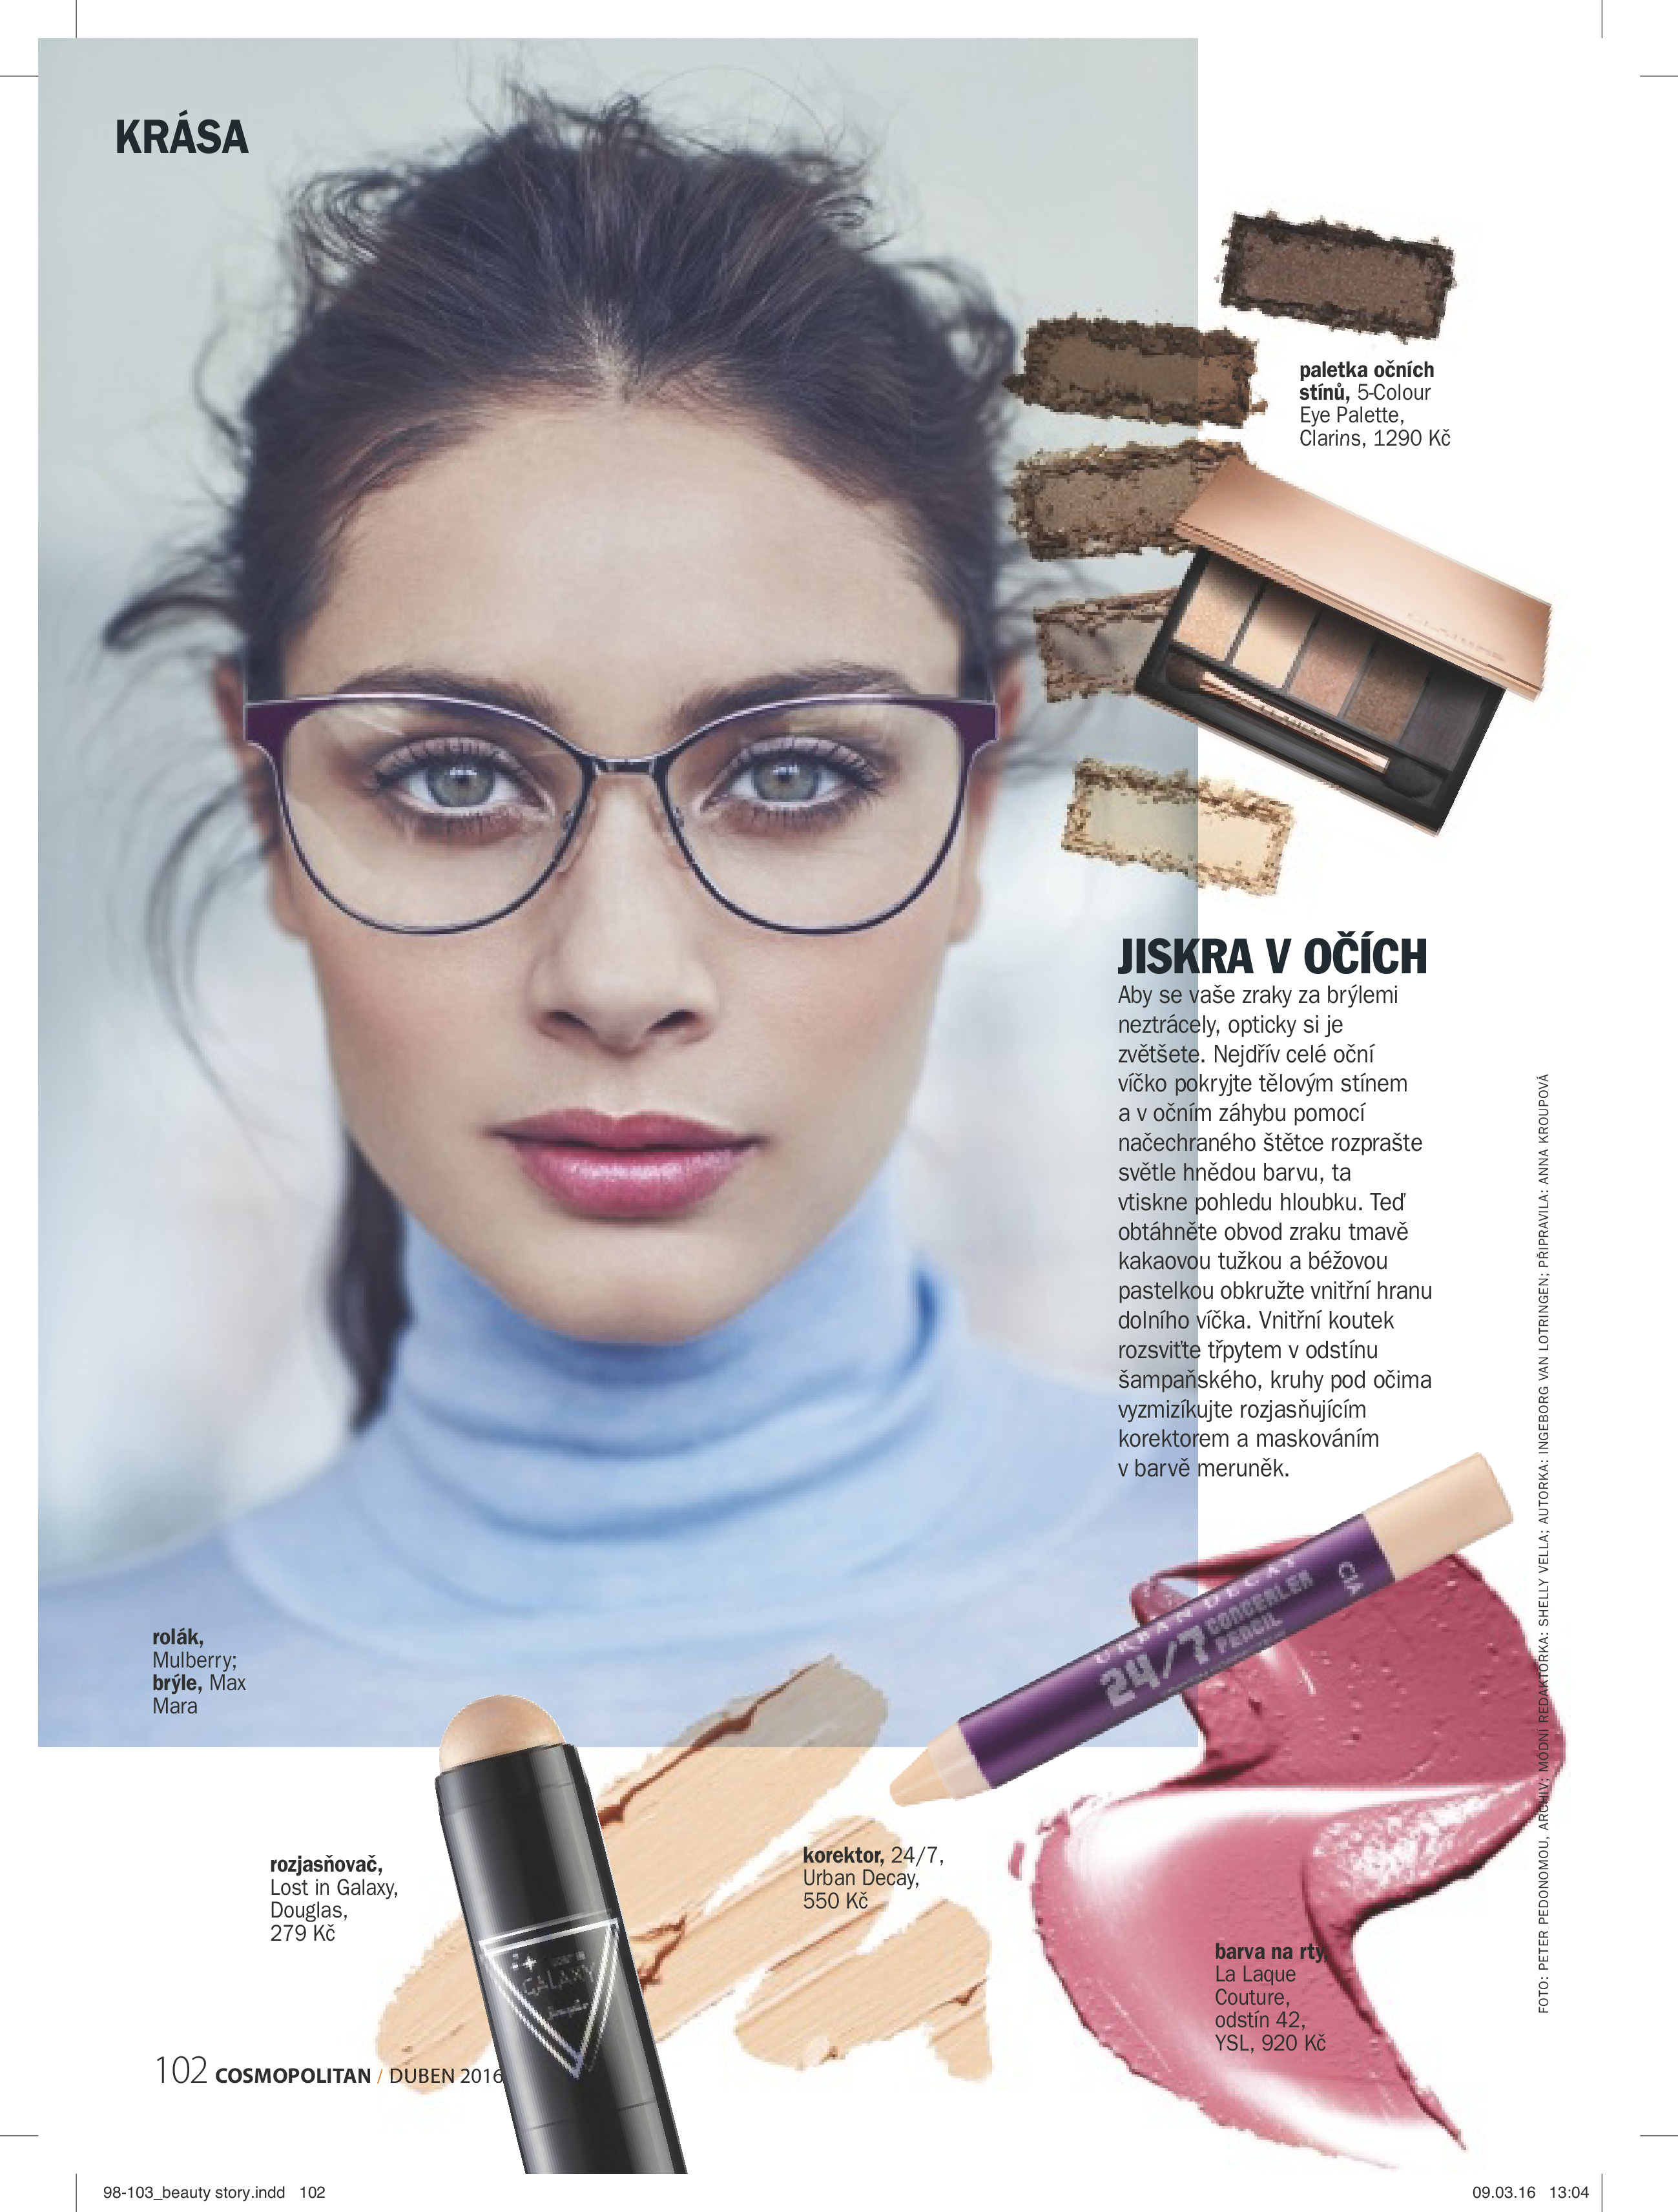 KRÁSA
paletka očních
stínů, 5-Colour
Eye Palette,
Clarins, 1290 Kč
CLARINS
JISKRA V OČÍCH
Aby se vaše zraky za brýlemi
neztrácely, opticky si je
zvětšete. Nejdřív celé oční
víčko pokryjte tělovým stínem
a v očním záhybu pomocí
načechraného štětce rozprašte
světle hnědou barvu, ta
vtiskne pohledu hloubku. Teď
obtáhněte obvod zraku tmavě
kakaovou tužkou a béžovou
pastelkou obkružte vnitřní hranu
dolního víčka. Vnitřní koutek
rozsviťte třpytem v odstínu
šampaňského, kruhy pod očima
vyzmizíkujte rozjasňujícím
korektorem a maskováním
v barvě meruněk.
FOTO: PETER PEDONOMOU, ARCHIV; MÓDNÍ REDAKTORKA: SHELLY VELLA; AUTORKA: INGEBORG VAN LOTRINGEN; PŘIPRAVILA: ANNA KROUPOVÁ
URBAN DECAY
24/7 CONCEALER
PENCIL
CIA
rolák,
Mulberry;
brýle, Max
Mara
rozjasňovač,
Lost in Galaxy,
Douglas,
279 Kč
GALAXY
korektor, 24/7,
Urban Decay,
550 Kč
barva na rty,
La Laque
Couture,
odstín 42,
YSL, 920 Kč
102 COSMOPOLITAN / DUBEN 2016
98-103_beauty story.indd 102
09.03.16 13:04